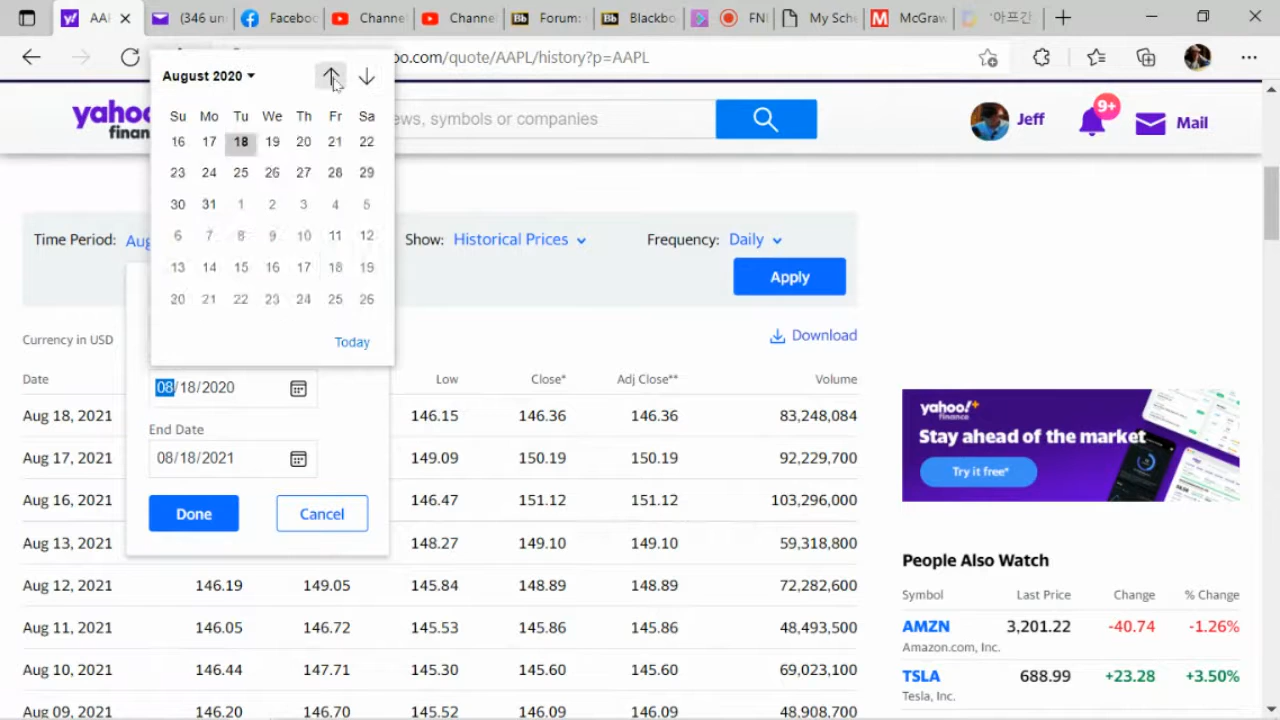 AAI
(346 un
Facebo
Channe
Channe
Forum:
Blackbo
FN
My Sche
McGraw
'아프간
oo.com/quote/AAPL/history?p=AAPL
August 2020
yahoo
finan
ews, symbols or companies
Jeff
9+
Mail
Su Mo Tu We Th Fr Sa
16 17 18 19 20 21 22
23 24 25 26 27 28 29
30 31 1 2 3 4 5
6 7 8 9 10 11 12
13 14 15 16 17 18 19
20 21 22 23 24 25 26
Today
Time Period: Aug
Show: Historical Prices
Frequency: Daily
Apply
Currency in USD
Download
08/18/2020
End Date
08/18/2021
Done
Cancel
Date Low Close* Adj Close** Volume
Aug 18, 2021 146.15 146.36 146.36 83,248,084
Aug 17, 2021 149.09 150.19 150.19 92,229,700
Aug 16, 2021 146.47 151.12 151.12 103,296,000
Aug 13, 2021 148.27 149.10 149.10 59,318,800
Aug 12, 2021 146.19 149.05 145.84 148.89 148.89 72,282,600
Aug 11, 2021 146.05 146.72 145.53 145.86 145.86 48,493,500
Aug 10, 2021 146.44 147.71 145.30 145.60 145.60 69,023,100
Aug 09, 2021 146.20 146.70 145.52 146.09 146.09 48,908,700
yahoo!+
finance
Stay ahead of the market
Try it free*
People Also Watch
Symbol Last Price Change % Change
AMZN 3,201.22 -40.74 -1.26%
Amazon.com, Inc.
TSLA 688.99 +23.28 +3.50%
Tesla, Inc.